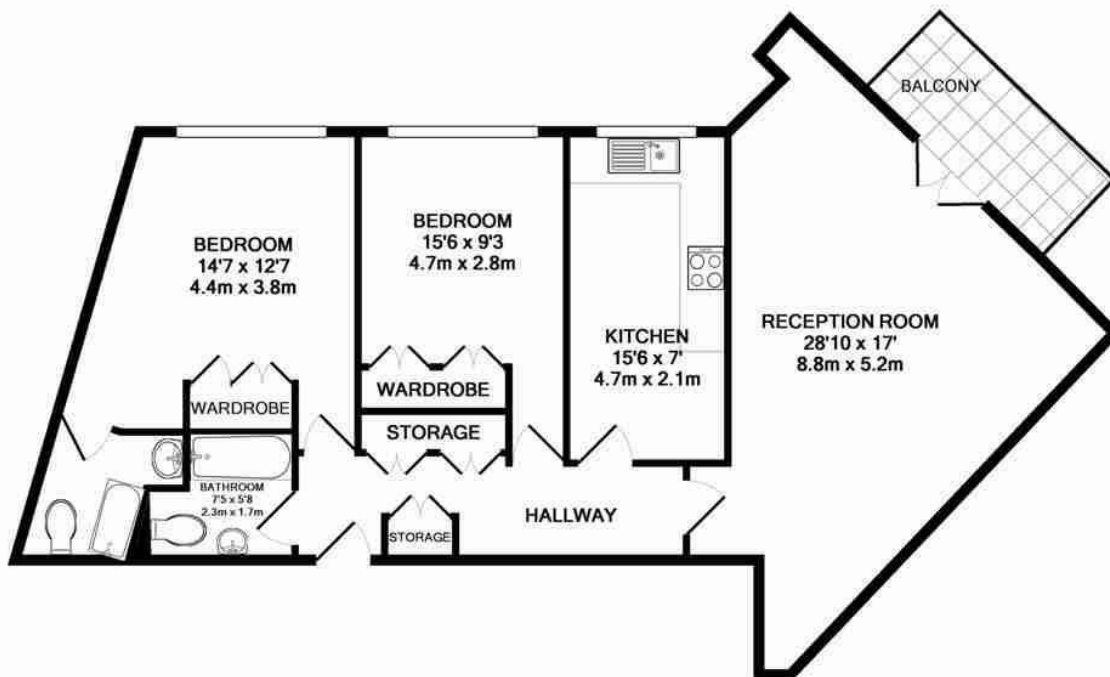 BALCONY
BEDROOM
14'7 x 12'7
4.4m x 3.8m
BEDROOM
15'6 x 9'3
4.7m x 2.8m
KITCHEN
15'6 x 7'
4.7m x 2.1m
RECEPTION ROOM
28'10 x 17'
8.8m x 5.2m
WARDROBE
WARDROBE
STORAGE
BATHROOM
7'5 x 5'8
2.3m x 1.7m
HALLWAY
STORAGE